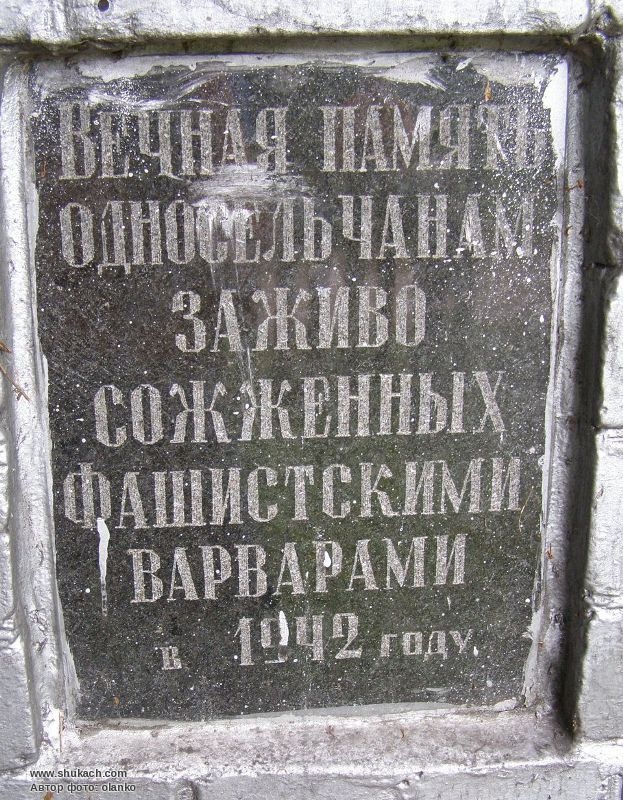 Вечная память
односельчанам
заживо
сожженных
фашистскими
варварами
в 1942 году.
www.shukach.com
Автор фото- olanko